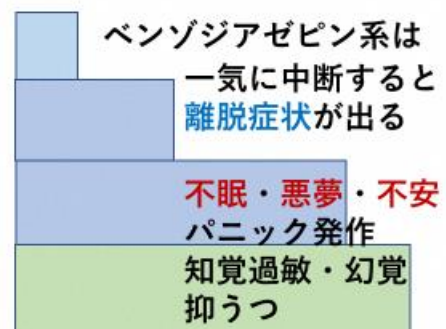 ベンゾジアゼピン系は
一気に中断すると
離脱症状が出る
不眠・悪夢・不安
パニック発作
知覚過敏・幻覚
抑うつ